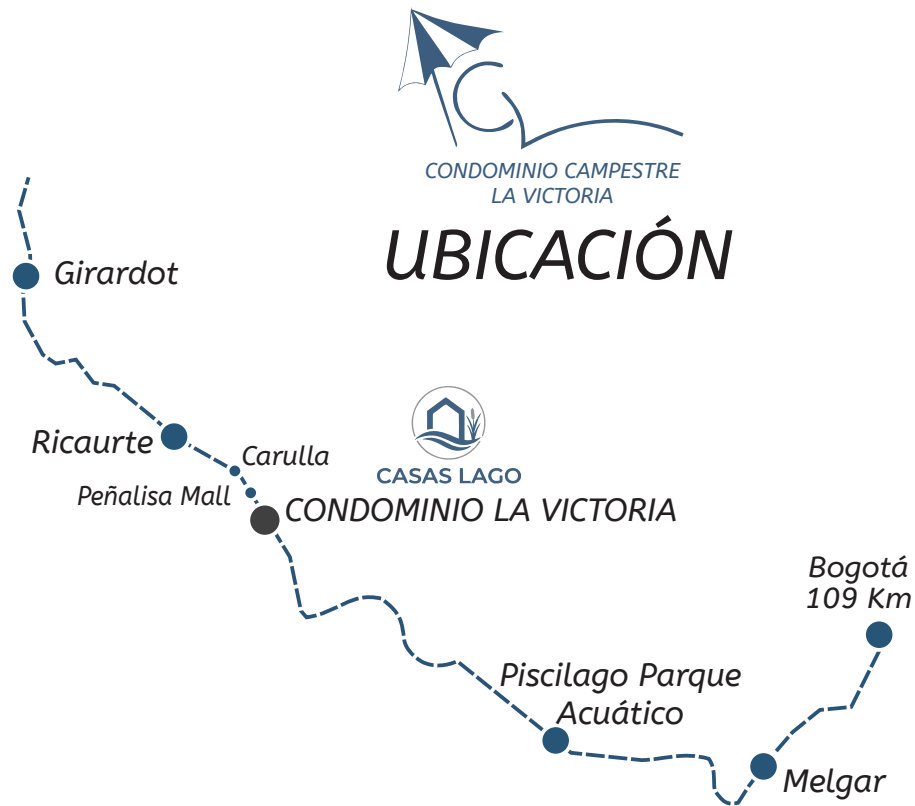 CONDOMINIO CAMPESTRE
LA VICTORIA
UBICACIÓN
Girardot
Ricaurte
Carulla
Peñalisa Mall
CASAS LAGO
CONDOMINIO LA VICTORIA
Bogotá
109 Km
Piscilago Parque
Acuático
Melgar